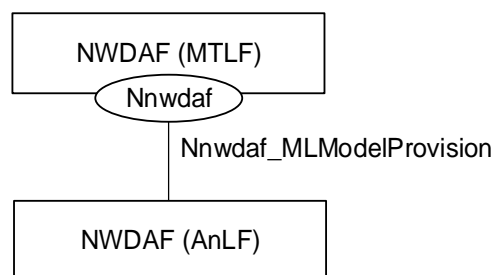 NWDAF (MTLF)
Nnwdaf
Nnwdaf_MLModelProvision
NWDAF (AnLF)